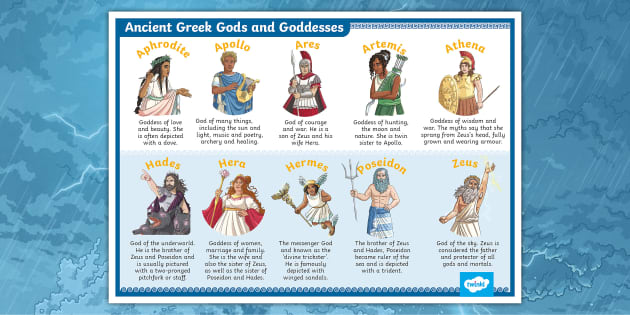 Ancient Greek Gods and Goddesses
Aphrodite
Goddess of love
and beauty. She
is often depicted
with a dove.
Apollo
God of many things,
including the sun and
light, music and poetry,
archery and healing.
Ares
God of courage
and war. He is a
son of Zeus and his
wife Hera.
Artemis
Goddess of hunting,
the moon and
nature. She is twin
sister to Apollo.
Athena
Goddess of wisdom and
war. The myths say that she
sprang from Zeus's head, fully
grown and wearing armour.
Hades
God of the underworld.
He is the brother of
Zeus and Poseidon and
is usually pictured
with a two-pronged
pitchfork or staff.
Hera
Goddess of women,
marriage and family.
She is the wife and
also the sister of Zeus,
as well as the sister of
Poseidon and Hades.
Hermes
The messenger God
and known as the
'divine trickster'.
He is famously
depicted with
winged sandals.
Poseidon
The brother of Zeus
and Hades, Poseidon
became ruler of the
sea and is depicted
with a trident.
Zeus
God of the sky. Zeus is
considered the father
and protector of all
gods and mortals.
twinkl